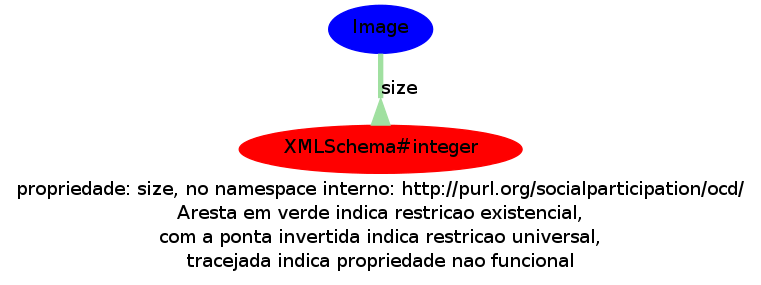 Image
size
XMLSchema#integer
propriedade: size, no namespace interno: http://purl.org/socialparticipation/ocd/
Aresta em verde indica restricao existencial,
com a ponta invertida indica restricao universal,
tracejada indica propriedade nao funcional